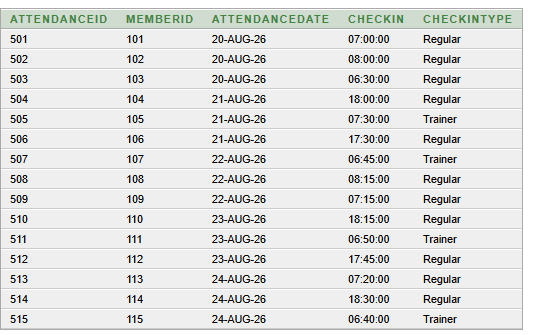 ATTENDANCEID MEMBERID ATTENDANCEDATE CHECKIN CHECKINTYPE
501 101 20-AUG-26 07:00:00 Regular
502 102 20-AUG-26 08:00:00 Regular
503 103 20-AUG-26 06:30:00 Regular
504 104 21-AUG-26 18:00:00 Regular
505 105 21-AUG-26 07:30:00 Trainer
506 106 21-AUG-26 17:30:00 Regular
507 107 22-AUG-26 06:45:00 Trainer
508 108 22-AUG-26 08:15:00 Regular
509 109 22-AUG-26 07:15:00 Regular
510 110 23-AUG-26 18:15:00 Regular
511 111 23-AUG-26 06:50:00 Trainer
512 112 23-AUG-26 17:45:00 Regular
513 113 24-AUG-26 07:20:00 Regular
514 114 24-AUG-26 18:30:00 Regular
515 115 24-AUG-26 06:40:00 Trainer